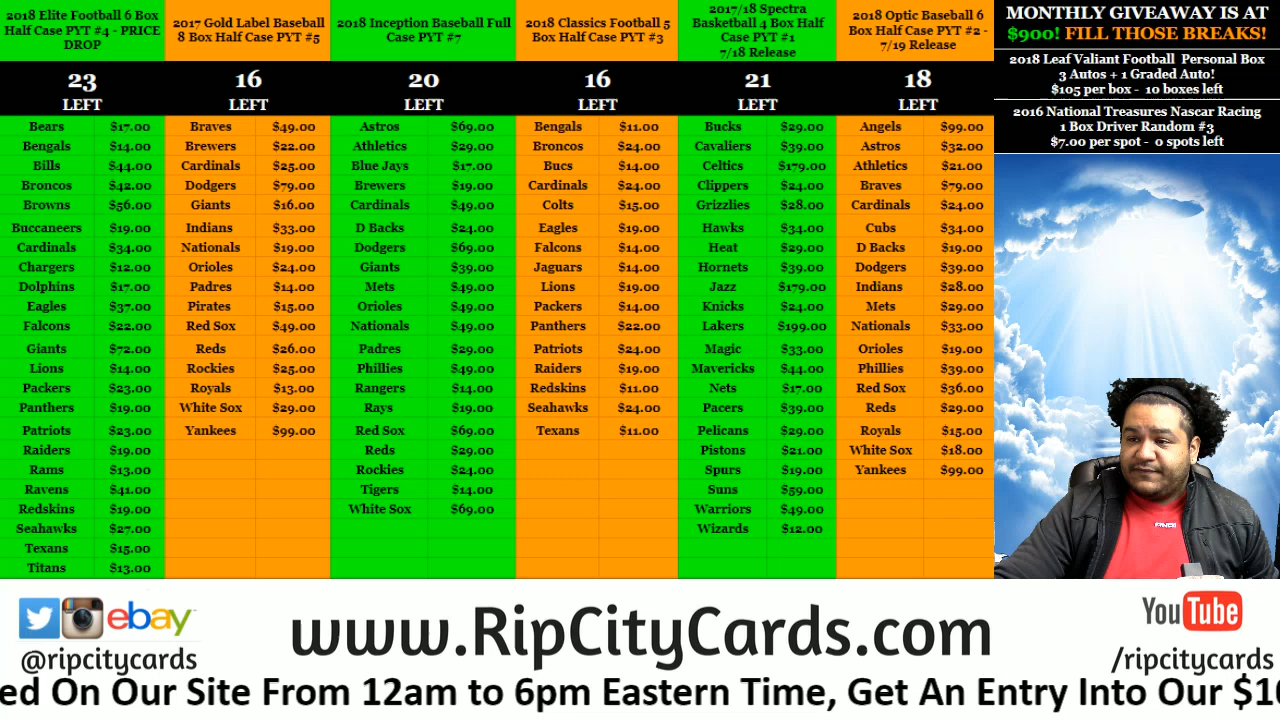 2018 Elite Football 6 Box
Half Case PYT #4 - PRICE
DROP
23
LEFT
Bears $17.00
Bengals $14.00
Bills $44.00
Broncos $42.00
Browns $56.00
Buccaneers $19.00
Cardinals $34.00
Chargers $12.00
Dolphins $17.00
Eagles $37.00
Falcons $22.00
Giants $72.00
Lions $14.00
Packers $23.00
Panthers $19.00
Patriots $23.00
Raiders $19.00
Rams $13.00
Ravens $41.00
Redskins $19.00
Seahawks $27.00
Texans $15.00
Titans $13.00
2017 Gold Label Baseball
8 Box Half Case PYT #5
16
LEFT
Braves $49.00
Brewers $22.00
Cardinals $25.00
Dodgers $79.00
Giants $16.00
Indians $33.00
Nationals $19.00
Orioles $24.00
Padres $14.00
Pirates $15.00
Red Sox $49.00
Reds $26.00
Rockies $25.00
Royals $13.00
White Sox $29.00
Yankees $99.00
2018 Inception Baseball Full
Case PYT #7
20
LEFT
Astros $69.00
Athletics $29.00
Blue Jays $17.00
Brewers $19.00
Cardinals $49.00
D Backs $24.00
Dodgers $69.00
Giants $39.00
Mets $49.00
Orioles $49.00
Nationals $49.00
Padres $29.00
Phillies $49.00
Rangers $14.00
Rays $19.00
Red Sox $69.00
Reds $29.00
Rockies $24.00
Tigers $14.00
White Sox $69.00
2018 Classics Football 5
Box Half Case PYT #3
16
LEFT
Bengals $11.00
Broncos $24.00
Bucs $14.00
Cardinals $24.00
Colts $15.00
Eagles $19.00
Falcons $14.00
Jaguars $14.00
Lions $19.00
Packers $14.00
Panthers $22.00
Patriots $24.00
Raiders $19.00
Redskins $11.00
Seahawks $24.00
Texans $11.00
2017/18 Spectra
Basketball 4 Box Half
Case PYT #1
7/18 Release
21
LEFT
Bucks $29.00
Cavaliers $39.00
Celtics $179.00
Clippers $24.00
Grizzlies $28.00
Hawks $34.00
Heat $29.00
Hornets $39.00
Jazz $179.00
Knicks $24.00
Lakers $199.00
Magic $33.00
Mavericks $44.00
Nets $17.00
Pacers $39.00
Pelicans $29.00
Pistons $21.00
Spurs $19.00
Suns $59.00
Warriors $49.00
Wizards $12.00
2018 Optic Baseball 6
Box Half Case PYT #2 -
7/19 Release
18
LEFT
Angels $99.00
Astros $32.00
Athletics $21.00
Braves $79.00
Cardinals $24.00
Cubs $34.00
D Backs $19.00
Dodgers $39.00
Indians $28.00
Mets $29.00
Nationals $33.00
Orioles $19.00
Phillies $39.00
Red Sox $36.00
Reds $29.00
Royals $15.00
White Sox $18.00
Yankees $99.00
MONTHLY GIVEAWAY IS AT
$900! FILL THOSE BREAKS!
2018 Leaf Valiant Football Personal Box
3 Autos + 1 Graded Auto!
$105 per box - 10 boxes left
2016 National Treasures Nascar Racing
1 Box Driver Random #3
$7.00 per spot - 0 spots left
ebay
@ripcitycards
www.RipCityCards.com
YouTube
/ripcitycards
ed On Our Site From 12am to 6pm Eastern Time, Get An Entry Into Our $1